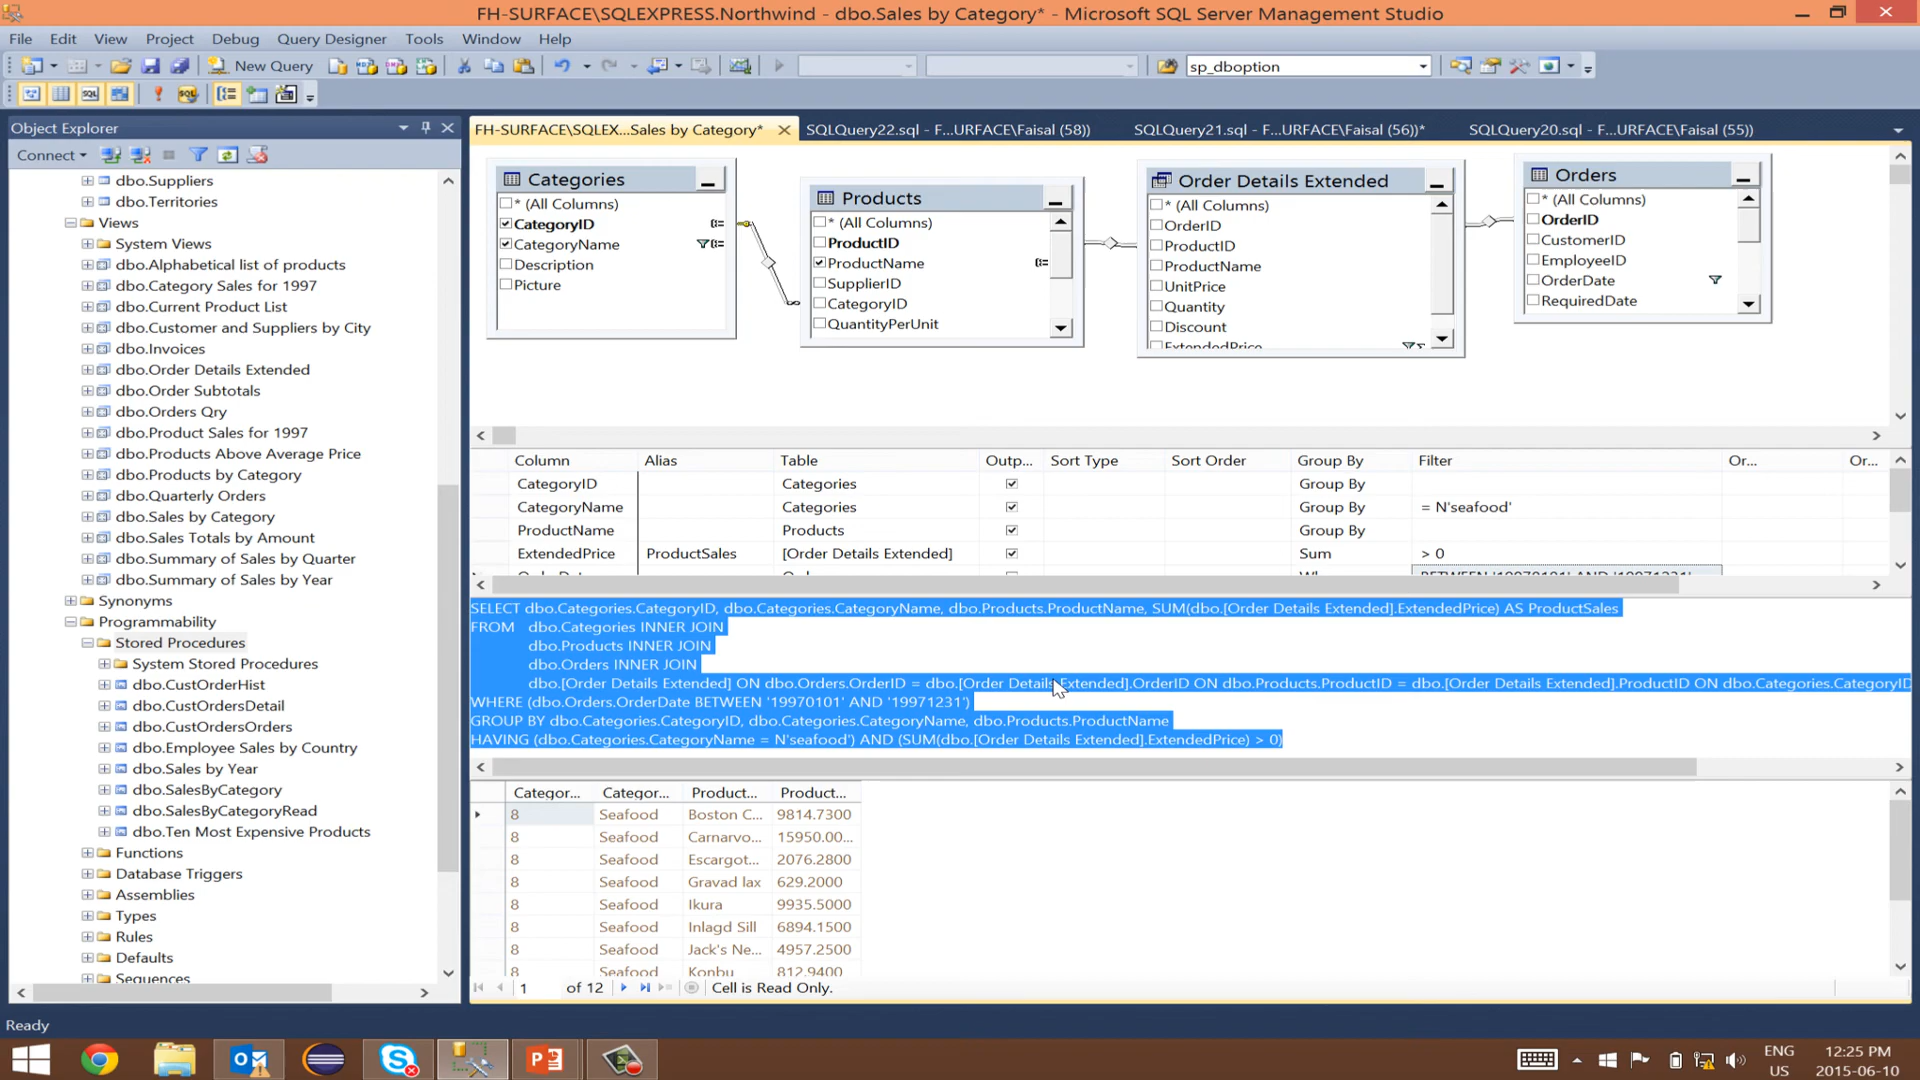 FH-SURFACE\SQLEXPRESS.Northwind - dbo.Sales by Category* - Microsoft SQL Server Management Studio
File Edit View Project Debug Query Designer Tools Window Help
New Query
sp_dboption
Object Explorer
Connect
dbo.Suppliers
dbo.Territories
Views
System Views
dbo.Alphabetical list of products
dbo.Category Sales for 1997
dbo.Current Product List
dbo.Customer and Suppliers by City
dbo.Invoices
dbo.Order Details Extended
dbo.Order Subtotals
dbo.Orders Qry
dbo.Product Sales for 1997
dbo.Products Above Average Price
dbo.Products by Category
dbo.Quarterly Orders
dbo.Sales by Category
dbo.Sales Totals by Amount
dbo.Summary of Sales by Quarter
dbo.Summary of Sales by Year
Synonyms
Programmability
Stored Procedures
System Stored Procedures
dbo.CustOrderHist
dbo.CustOrdersDetail
dbo.CustOrdersOrders
dbo.Employee Sales by Country
dbo.Sales by Year
dbo.SalesByCategory
dbo.SalesByCategoryRead
dbo.Ten Most Expensive Products
Functions
Database Triggers
Assemblies
Types
Rules
Defaults
Sequences
FH-SURFACE\SQLEX...Sales by Category* SQLQuery22.sql - F...URFACE\Faisal (58)) SQLQuery21.sql - F...URFACE\Faisal (56))* SQLQuery20.sql - F...URFACE\Faisal (55))
Categories
* (All Columns)
CategoryID
CategoryName
Description
Picture
Products
* (All Columns)
ProductID
ProductName
SupplierID
CategoryID
QuantityPerUnit
Order Details Extended
* (All Columns)
OrderID
ProductID
ProductName
UnitPrice
Quantity
Discount
ExtendedPrice
Orders
* (All Columns)
OrderID
CustomerID
EmployeeID
OrderDate
RequiredDate
Column Alias Table Outp... Sort Type Sort Order Group By Filter Or... Or...
CategoryID Categories Group By
CategoryName Categories Group By = N'seafood'
ProductName Products Group By
ExtendedPrice ProductSales [Order Details Extended] Sum > 0
BETWEEN '19970101' AND '19971231'
SELECT dbo.Categories.CategoryID, dbo.Categories.CategoryName, dbo.Products.ProductName, SUM(dbo.[Order Details Extended].ExtendedPrice) AS ProductSales
FROM dbo.Categories INNER JOIN
dbo.Products INNER JOIN
dbo.Orders INNER JOIN
dbo.[Order Details Extended] ON dbo.Orders.OrderID = dbo.[Order Details Extended].OrderID ON dbo.Products.ProductID = dbo.[Order Details Extended].ProductID ON dbo.Categories.CategoryID
WHERE (dbo.Orders.OrderDate BETWEEN '19970101' AND '19971231')
GROUP BY dbo.Categories.CategoryID, dbo.Categories.CategoryName, dbo.Products.ProductName
HAVING (dbo.Categories.CategoryName = N'seafood') AND (SUM(dbo.[Order Details Extended].ExtendedPrice) > 0)
Categor... Categor... Product... Product...
8 Seafood Boston C... 9814.7300
8 Seafood Carnarvo... 15950.00...
8 Seafood Escargot... 2076.2800
8 Seafood Gravad lax 629.2000
8 Seafood Ikura 9935.5000
8 Seafood Inlagd Sill 6894.1500
8 Seafood Jack's Ne... 4957.2500
8 Seafood Konbu 812.9400
1 of 12 Cell is Read Only.
Ready
ENG
US
12:25 PM
2015-06-10